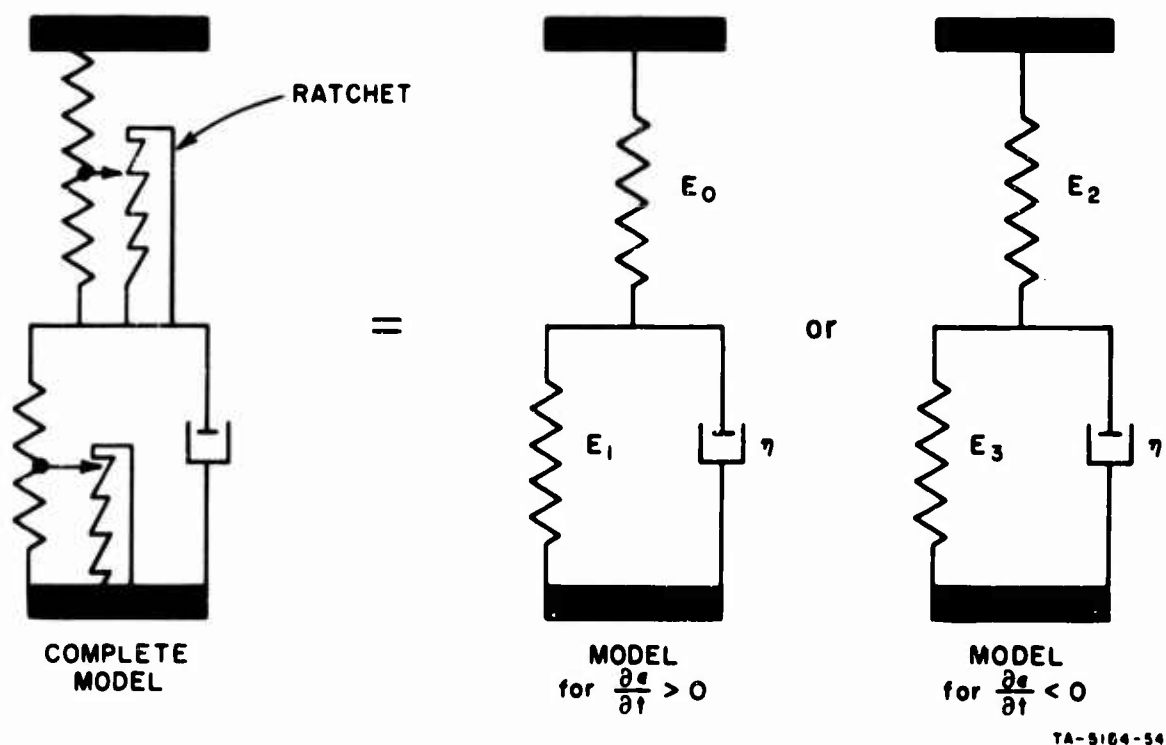 RATCHET
E₀
E₂
=
or
E₁
η
E₃
η
COMPLETE
MODEL
MODEL
for ∂ε/∂t > 0
MODEL
for ∂ε/∂t < 0
TA-5184-54